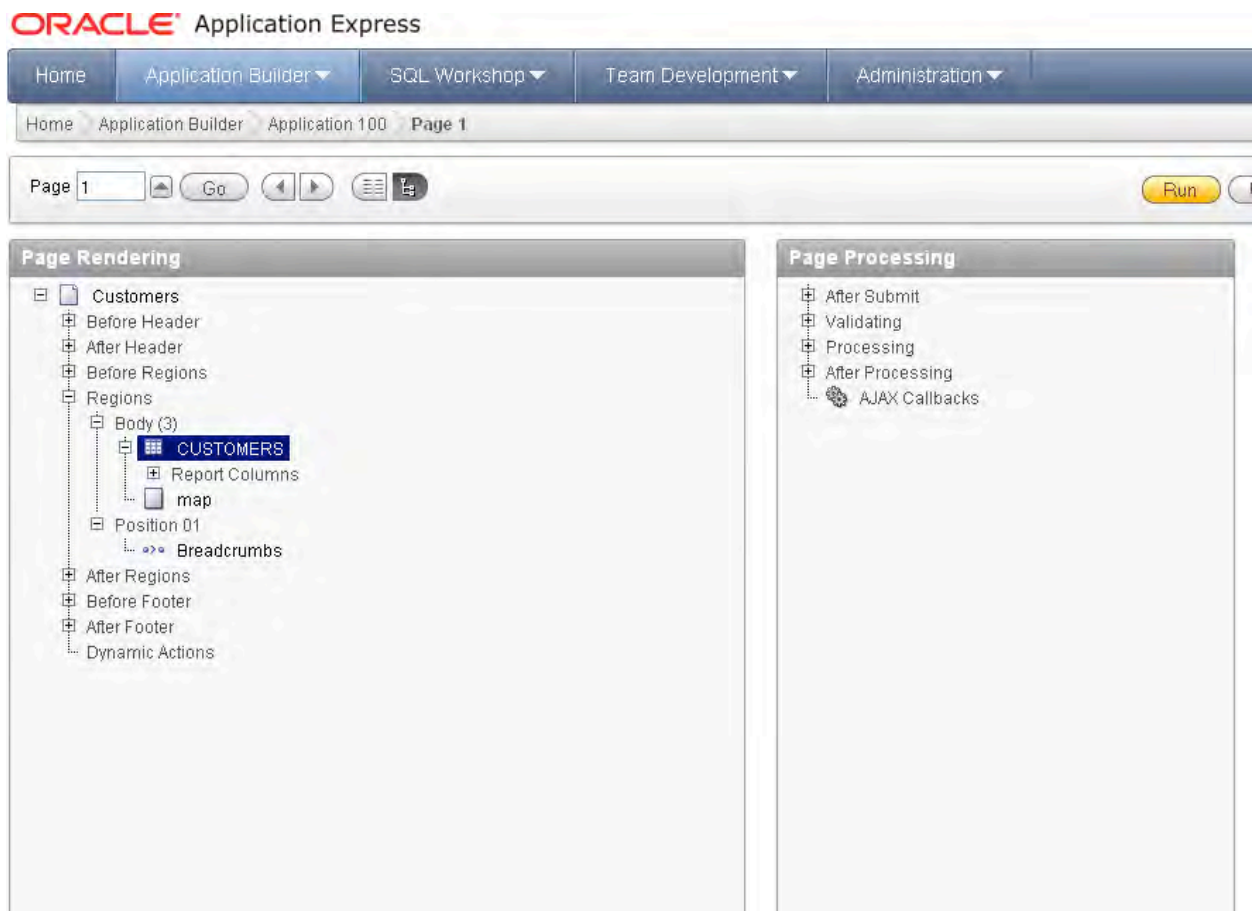 ORACLE Application Express
Home Application Builder SQL Workshop Team Development Administration
Home Application Builder Application 100 Page 1
Page 1 Go Run
Page Rendering
Customers
Before Header
After Header
Before Regions
Regions
Body (3)
CUSTOMERS
Report Columns
map
Position 01
Breadcrumbs
After Regions
Before Footer
After Footer
Dynamic Actions
Page Processing
After Submit
Validating
Processing
After Processing
AJAX Callbacks